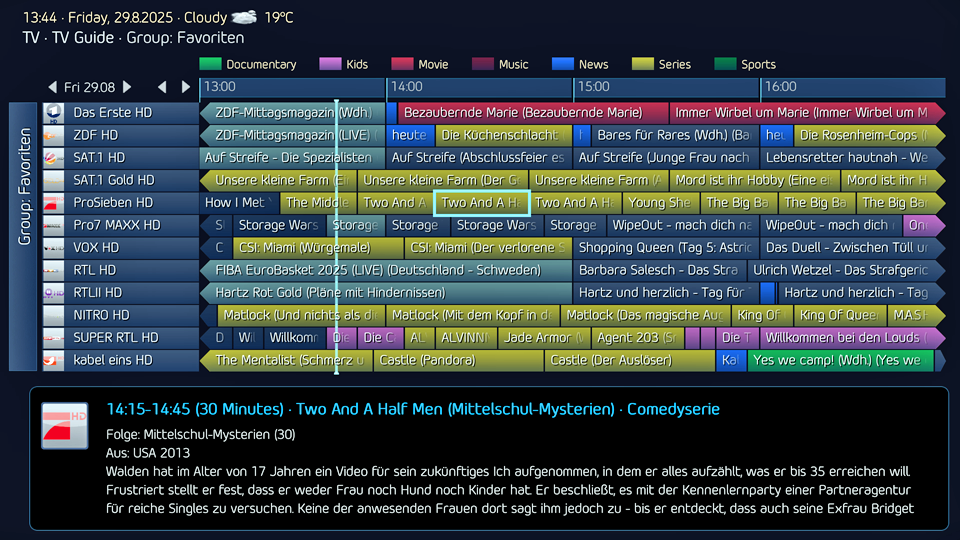 13:44 · Friday, 29.8.2025 · Cloudy 19°C
TV · TV Guide · Group: Favoriten
Documentary Kids Movie Music News Series Sports
Fri 29.08 13:00 14:00 15:00 16:00
Group: Favoriten
Das Erste HD ZDF-Mittagsmagazin (Wdh) Bezaubernde Marie (Bezaubernde Marie) Immer Wirbel um Marie (Immer Wirbel um M
ZDF HD ZDF-Mittagsmagazin (LIVE) ( heute Die Küchenschlacht Bares für Rares (Wdh.) (Ba he Die Rosenheim-Cops (
SAT.1 HD Auf Streife - Die Spezialisten Auf Streife (Abschlussfeier es Auf Streife (Junge Frau nach Lebensretter hautnah - We
SAT.1 Gold HD Unsere kleine Farm (Ei Unsere kleine Farm (Der G Unsere kleine Farm ( Mord ist ihr Hobby (Eine e Mord ist ihr H
ProSieben HD How I Met Y The Middle Two And A Two And A H Two And A Ha Young She The Big Ba The Big Ba The Big Ba
Pro7 MAXX HD S Storage Wars Storage Storage Storage Wars Storage WipeOut - mach dich na WipeOut - mach dich n On
VOX HD C CSI: Miami (Würgemale) CSI: Miami (Der verlorene S Shopping Queen (Tag 5: Astric Das Duell - Zwischen Tüll u
RTL HD FIBA EuroBasket 2025 (LIVE) (Deutschland - Schweden) Barbara Salesch - Das Stra Ulrich Wetzel - Das Strafgeric
RTLII HD Hartz Rot Gold (Pläne mit Hindernissen) Hartz und herzlich - Tag für Hartz und herzlich - Tag
NITRO HD Matlock (Und nichts als di Matlock (Mit dem Kopf in de Matlock (Das magische Aug King Of King Of Quee MASH
SUPER RTL HD D Wil Willkomm Die Die C AL ALVINN Jade Armor ( Agent 203 (Sr Die T Willkommen bei den Louds (
kabel eins HD The Mentalist (Schmerz u Castle (Pandora) Castle (Der Auslöser) Ka Yes we camp! (Wdh.) (Yes we
HD
14:15-14:45 (30 Minutes) · Two And A Half Men (Mittelschul-Mysterien) · Comedyserie
Folge: Mittelschul-Mysterien (30)
Aus: USA 2013
Walden hat im Alter von 17 Jahren ein Video für sein zukünftiges Ich aufgenommen, in dem er alles aufzählt, was er bis 35 erreichen will.
Frustriert stellt er fest, dass er weder Frau noch Hund noch Kinder hat. Er beschließt, es mit der Kennenlernparty einer Partneragentur
für reiche Singles zu versuchen. Keine der anwesenden Frauen dort sagt ihm jedoch zu - bis er entdeckt, dass auch seine Exfrau Bridget